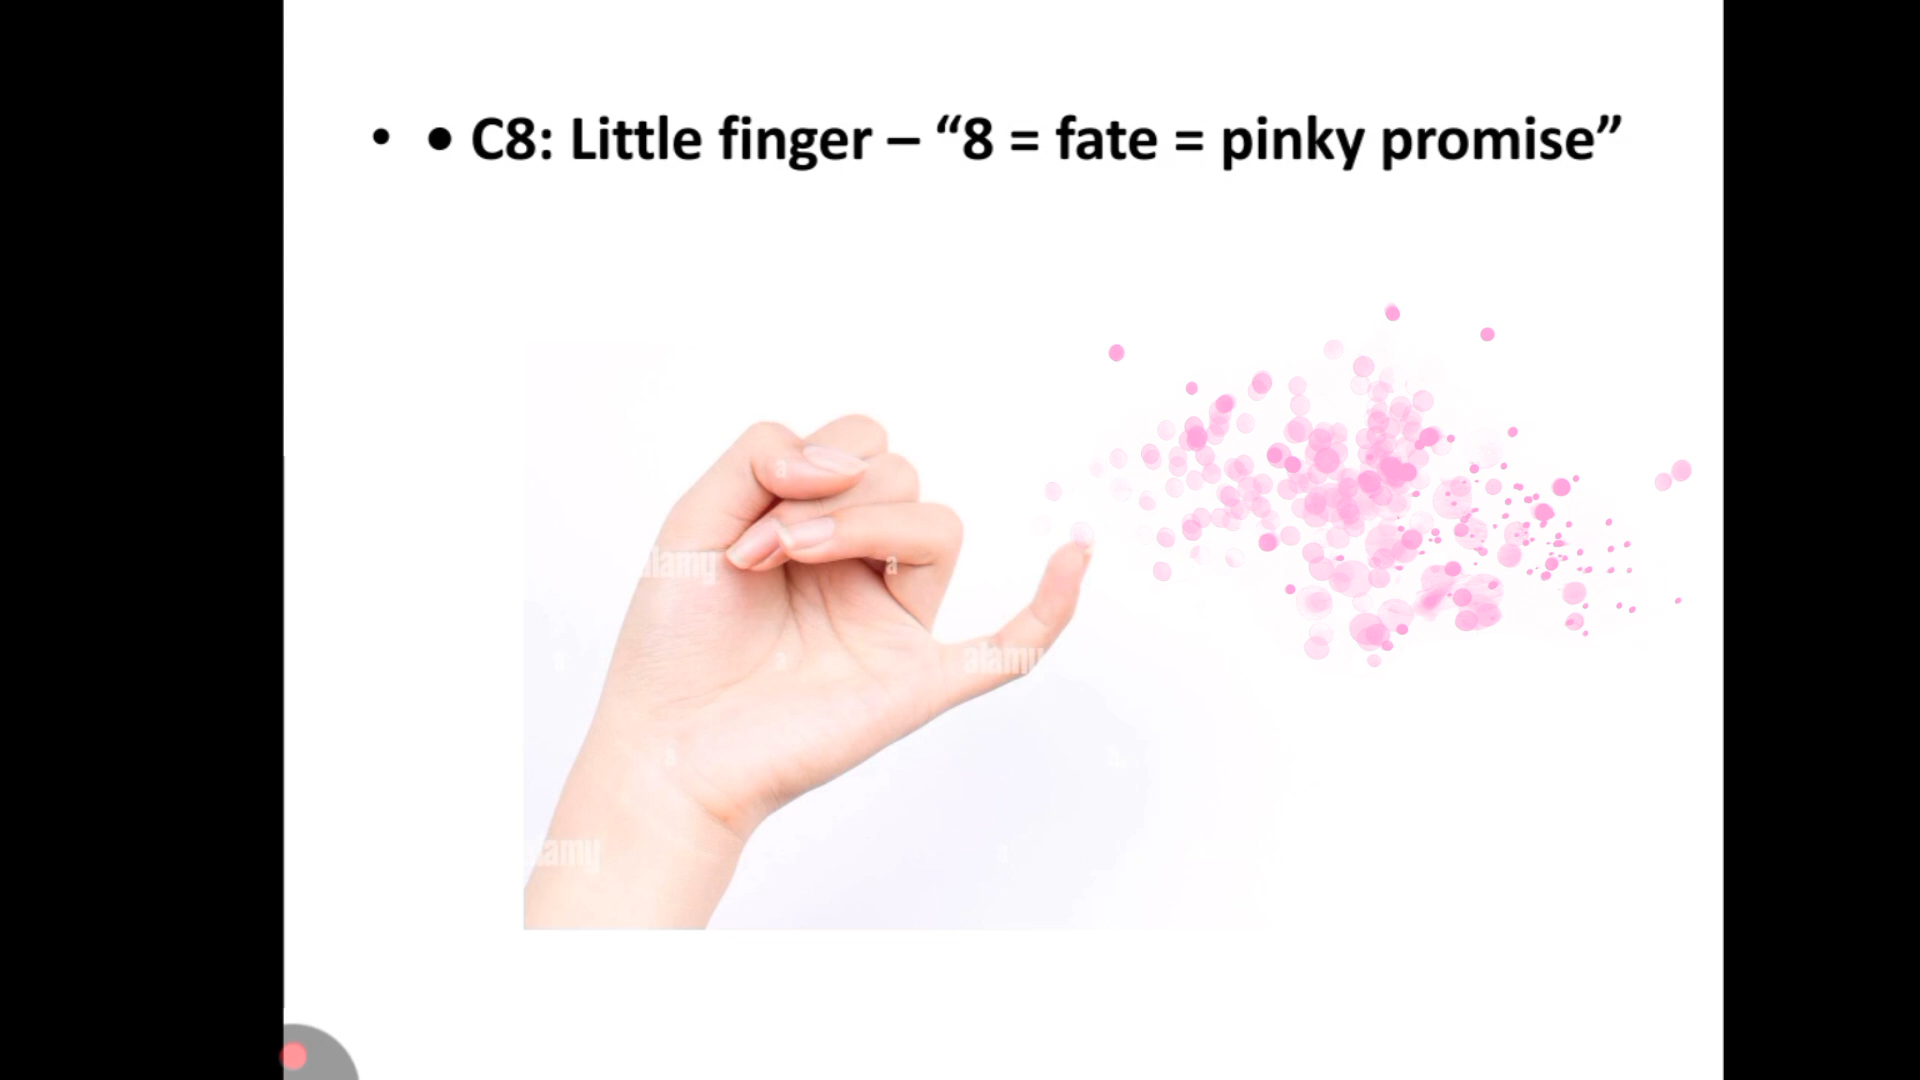 • • C8: Little finger – “8 = fate = pinky promise”
a
alamy
a
a
alamy
a
alamy